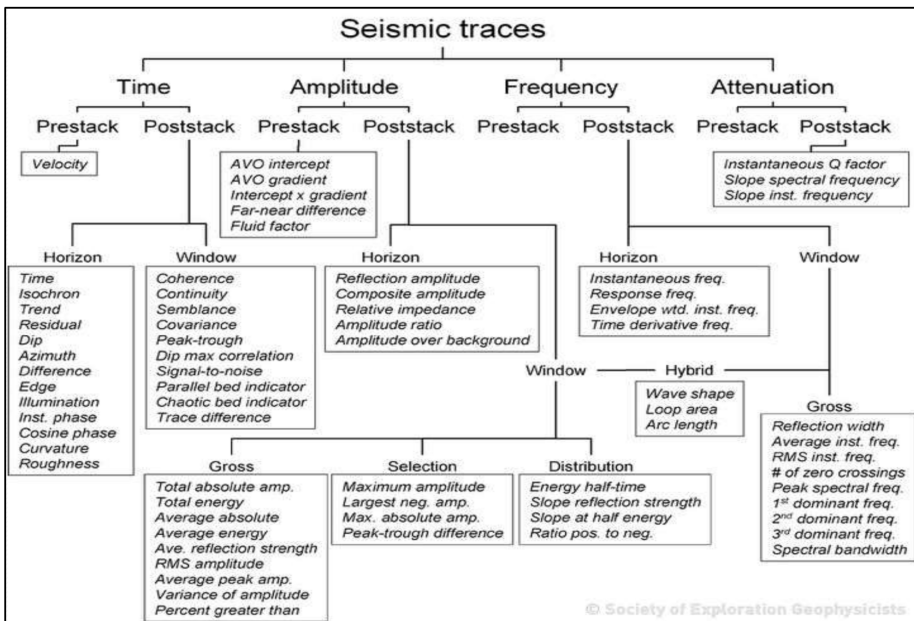 Seismic traces
Time Amplitude Frequency Attenuation
Prestack Poststack Prestack Poststack Prestack Poststack Prestack Poststack
Velocity
AVO intercept
AVO gradient
Intercept x gradient
Far-near difference
Fluid factor
Instantaneous Q factor
Slope spectral frequency
Slope inst. frequency
Horizon
Time
Isochron
Trend
Residual
Dip
Azimuth
Difference
Edge
Illumination
Inst. phase
Cosine phase
Curvature
Roughness
Window
Coherence
Continuity
Semblance
Covariance
Peak-trough
Dip max correlation
Signal-to-noise
Parallel bed indicator
Chaotic bed indicator
Trace difference
Horizon
Reflection amplitude
Composite amplitude
Relative impedance
Amplitude ratio
Amplitude over background
Horizon
Instantaneous freq.
Response freq.
Envelope wtd. inst. freq.
Time derivative freq.
Window
Window
Hybrid
Wave shape
Loop area
Arc length
Gross
Reflection width
Average inst. freq.
RMS inst. freq.
# of zero crossings
Peak spectral freq.
1st dominant freq.
2nd dominant freq.
3rd dominant freq.
Spectral bandwidth
Gross
Total absolute amp.
Total energy
Average absolute
Average energy
Ave. reflection strength
RMS amplitude
Average peak amp.
Variance of amplitude
Percent greater than
Selection
Maximum amplitude
Largest neg. amp.
Max. absolute amp.
Peak-trough difference
Distribution
Energy half-time
Slope reflection strength
Slope at half energy
Ratio pos. to neg.
© Society of Exploration Geophysicists